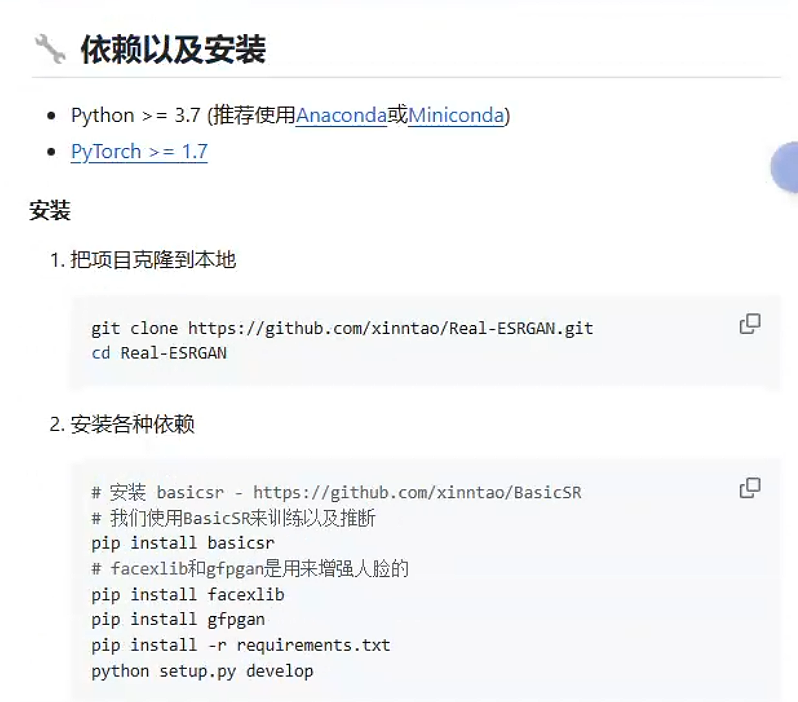 依赖以及安装
Python >= 3.7 (推荐使用Anaconda或Miniconda)
PyTorch >= 1.7
安装
1. 把项目克隆到本地
git clone https://github.com/xinntao/Real-ESRGAN.git
cd Real-ESRGAN
2. 安装各种依赖
# 安装 basicsr - https://github.com/xinntao/BasicSR
# 我们使用BasicSR来训练以及推断
pip install basicsr
# facexlib和gfpgan是用来增强人脸的
pip install facexlib
pip install gfpgan
pip install -r requirements.txt
python setup.py develop